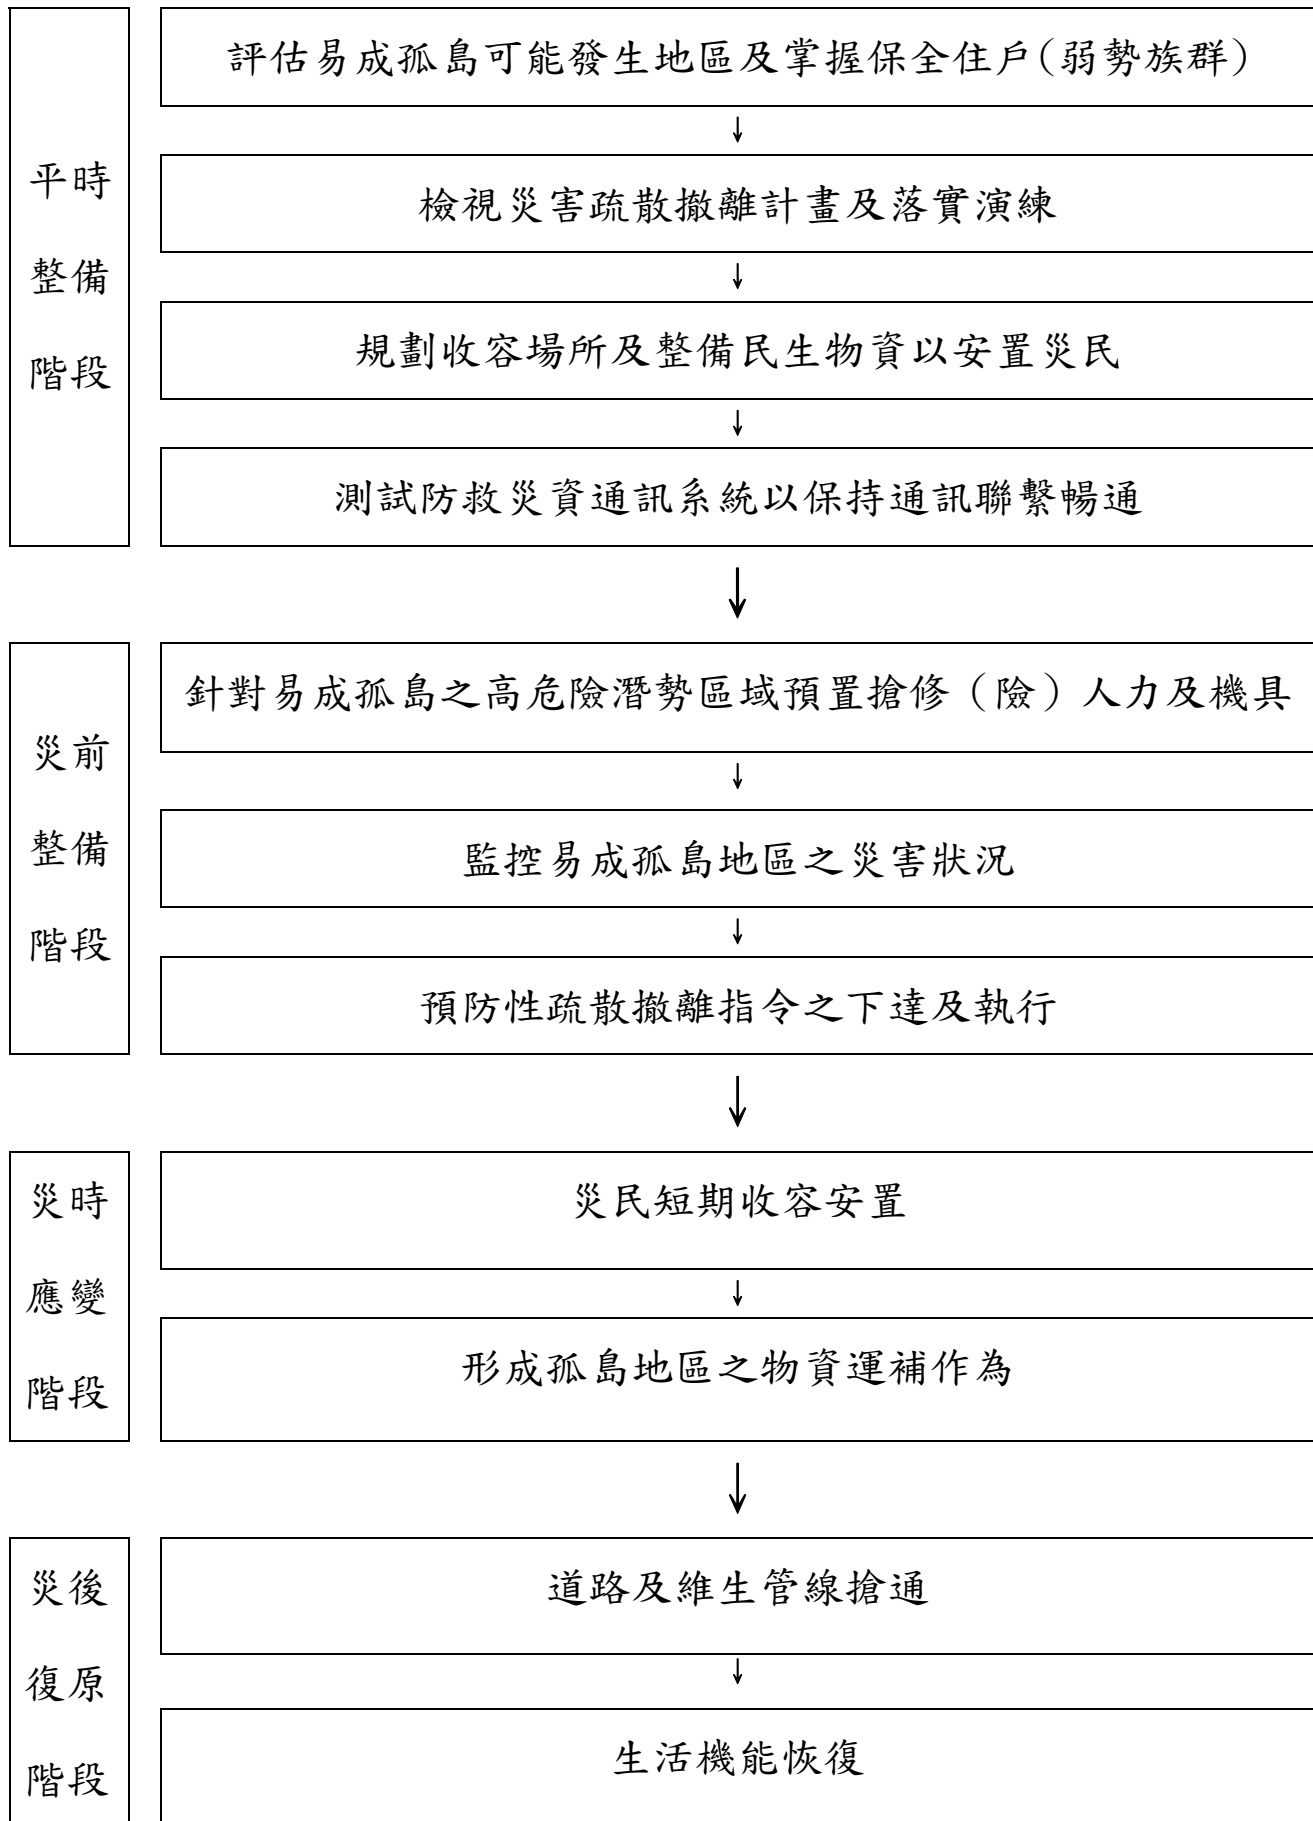 平時
整備
階段
評估易成孤島可能發生地區及掌握保全住戶(弱勢族群)
↓
檢視災害疏散撤離計畫及落實演練
↓
規劃收容場所及整備民生物資以安置災民
↓
測試防救災資通訊系統以保持通訊聯繫暢通
↓
災前
整備
階段
針對易成孤島之高危險潛勢區域預置搶修（險）人力及機具
↓
監控易成孤島地區之災害狀況
↓
預防性疏散撤離指令之下達及執行
↓
災時
應變
階段
災民短期收容安置
↓
形成孤島地區之物資運補作為
↓
災後
復原
階段
道路及維生管線搶通
↓
生活機能恢復